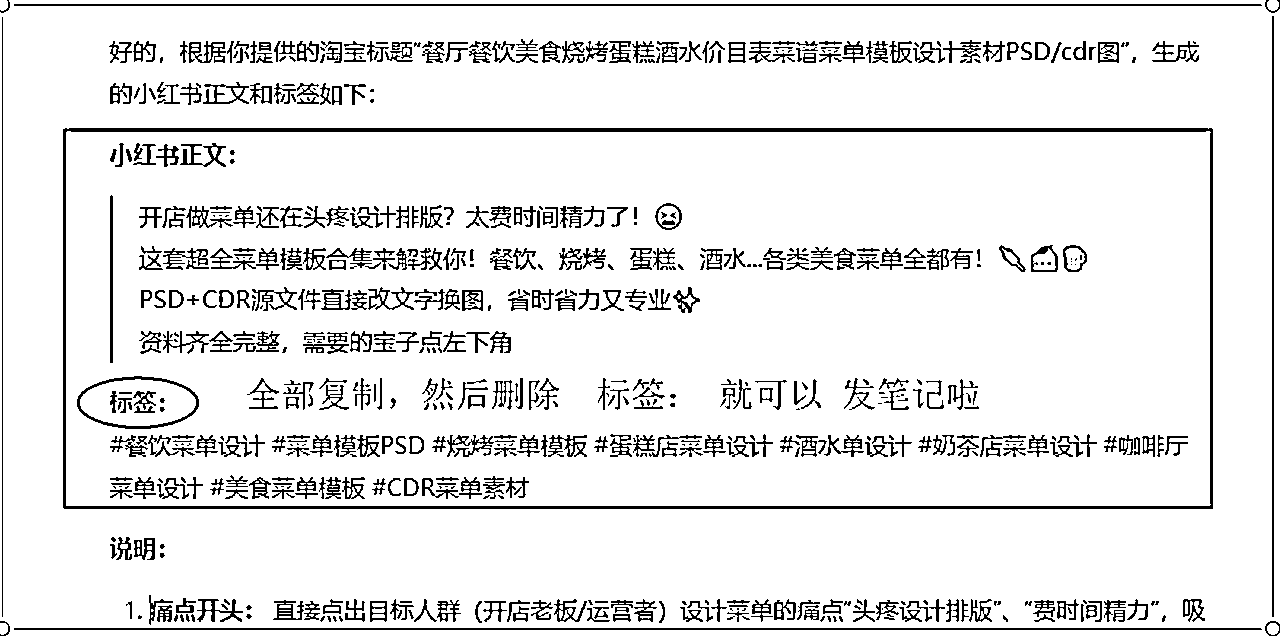 好的，根据你提供的淘宝标题“餐厅餐饮美食烧烤蛋糕酒水价目表菜谱菜单模板设计素材PSD/cdr图”，生成
的小红书正文和标签如下：
小红书正文：
开店做菜单还在头疼设计排版？太费时间精力了！😫
这套超全菜单模板合集来解救你！餐饮、烧烤、蛋糕、酒水...各类美食菜单全都有！🍢🍰🍺
PSD+CDR源文件直接改文字换图，省时省力又专业✨
资料齐全完整，需要的宝子点左下角
标签： 全部复制，然后删除 标签： 就可以 发笔记啦
#餐饮菜单设计 #菜单模板PSD #烧烤菜单模板 #蛋糕店菜单设计 #酒水单设计 #奶茶店菜单设计 #咖啡厅
菜单设计 #美食菜单模板 #CDR菜单素材
说明：
1. 痛点开头： 直接点出目标人群（开店老板/运营者）设计菜单的痛点“头疼设计排版”、“费时间精力”，吸